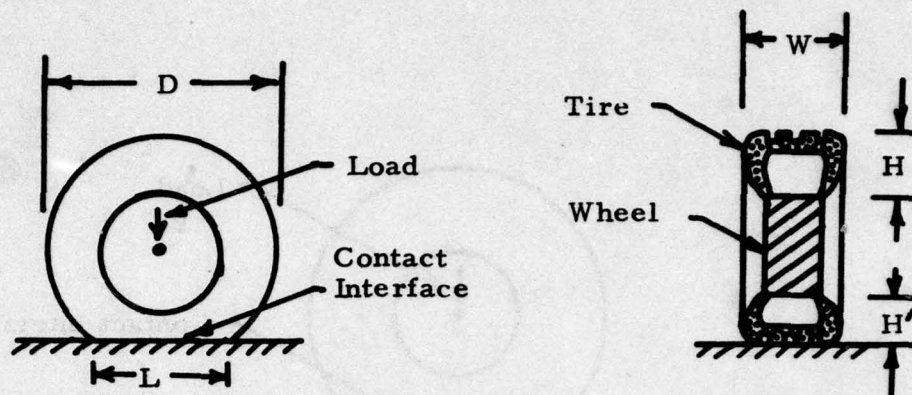 D
Load
Contact
Interface
L
W
Tire
H
Wheel
H'